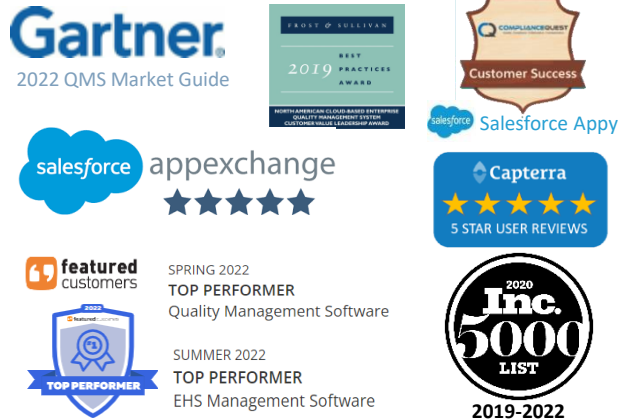 Gartner.
2022 QMS Market Guide
FROST & SULLIVAN
2019
BEST
PRACTICES
AWARD
NORTH AMERICAN CLOUD-BASED ENTERPRISE
QUALITY MANAGEMENT SYSTEM
CUSTOMER VALUE LEADERSHIP AWARD
COMPLIANCEQUEST
Customer Success
salesforce Salesforce Appy
salesforce appexchange
Capterra
5 STAR USER REVIEWS
featured
customers
SPRING 2022
TOP PERFORMER
Quality Management Software
2022
featuredcustomers
#1
TOP PERFORMER
SUMMER 2022
TOP PERFORMER
EHS Management Software
2020
Inc.
5000
LIST
2019-2022